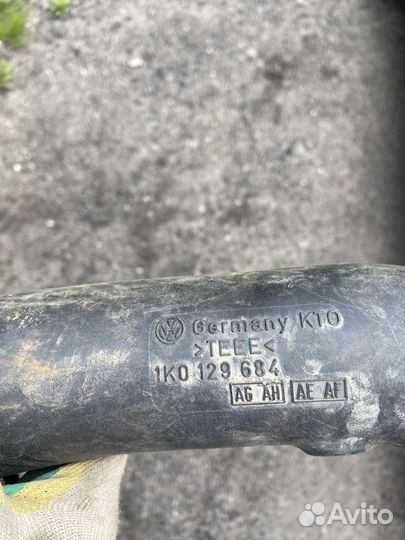 Germany KTO
>TEEE<
1K0 129 684
AG AH AE AF
Avito